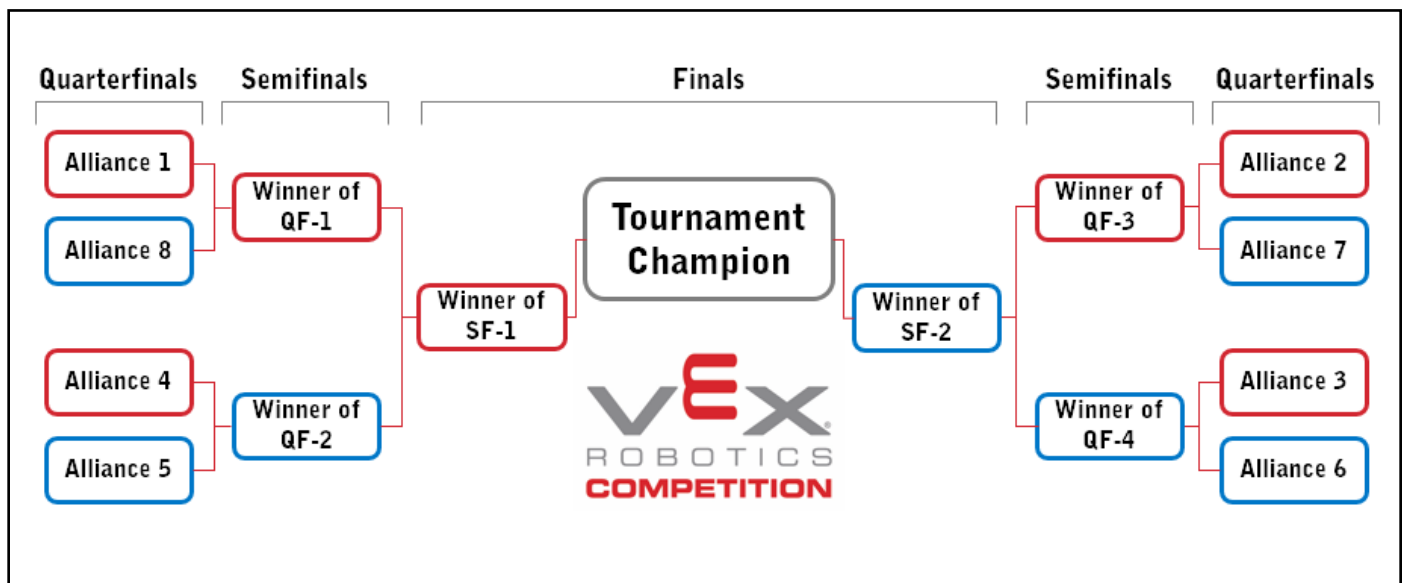 Quarterfinals
Semifinals
Finals
Semifinals
Quarterfinals
Alliance 1
Alliance 8
Alliance 4
Alliance 5
Winner of
QF-1
Winner of
QF-2
Winner of
SF-1
Tournament
Champion
Winner of
SF-2
Winner of
QF-3
Winner of
QF-4
Alliance 2
Alliance 7
Alliance 3
Alliance 6
VEX®
ROBOTICS
COMPETITION